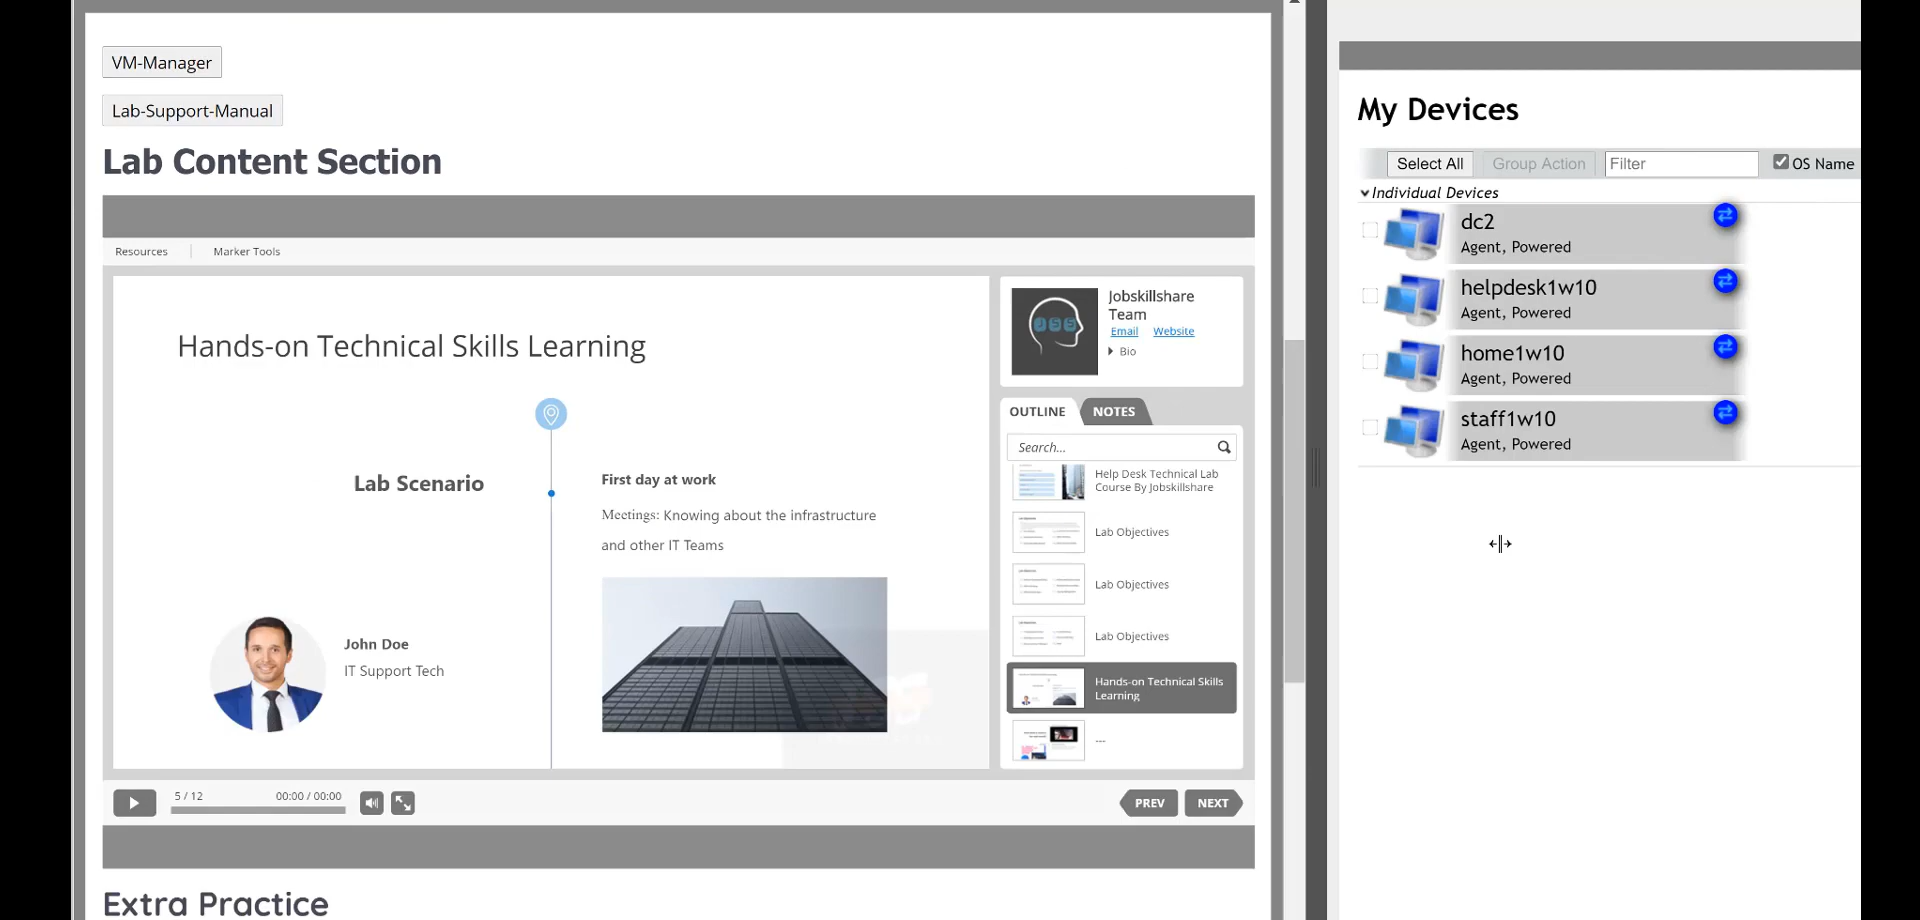 VM-Manager
Lab-Support-Manual
Lab Content Section
Resources
Marker Tools
Hands-on Technical Skills Learning
Lab Scenario
First day at work
Meetings: Knowing about the infrastructure
and other IT Teams
John Doe
IT Support Tech
Jobskillshare
Team
JSS
Email Website
Bio
OUTLINE
NOTES
Search...
Help Desk Technical Lab
Course By Jobskillshare
Lab Objectives
Lab Objectives
Lab Objectives
Hands-on Technical Skills
Learning
---
5 / 12
00:00 / 00:00
PREV
NEXT
Extra Practice
My Devices
Select All
Group Action
Filter
OS Name
Individual Devices
dc2
Agent, Powered
helpdesk1w10
Agent, Powered
home1w10
Agent, Powered
staff1w10
Agent, Powered